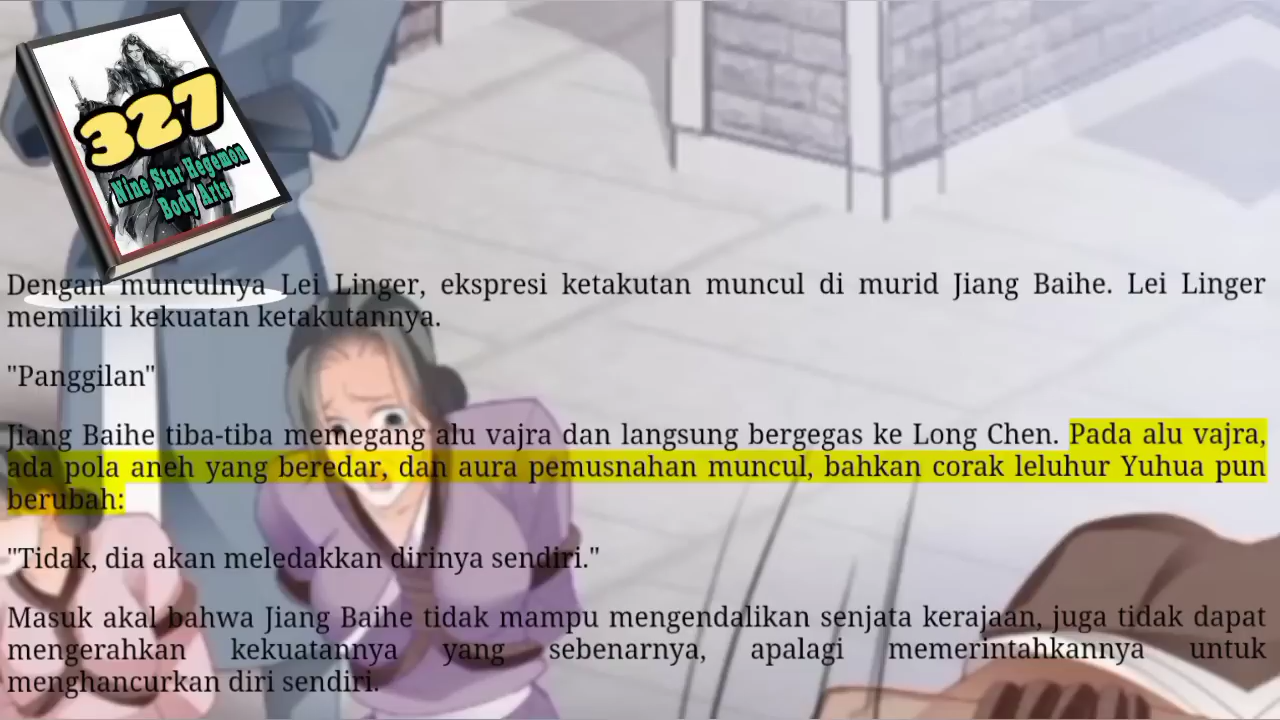 327
Nine Star Hegemon
Body Arts
Dengan munculnya Lei Linger, ekspresi ketakutan muncul di murid Jiang Baihe. Lei Linger
memiliki kekuatan ketakutannya.
"Panggilan"
Jiang Baihe tiba-tiba memegang alu vajra dan langsung bergegas ke Long Chen. Pada alu vajra,
ada pola aneh yang beredar, dan aura pemusnahan muncul, bahkan corak leluhur Yuhua pun
berubah:
"Tidak, dia akan meledakkan dirinya sendiri."
Masuk akal bahwa Jiang Baihe tidak mampu mengendalikan senjata kerajaan, juga tidak dapat
mengerahkan kekuatannya yang sebenarnya, apalagi memerintahkannya untuk
menghancurkan diri sendiri.